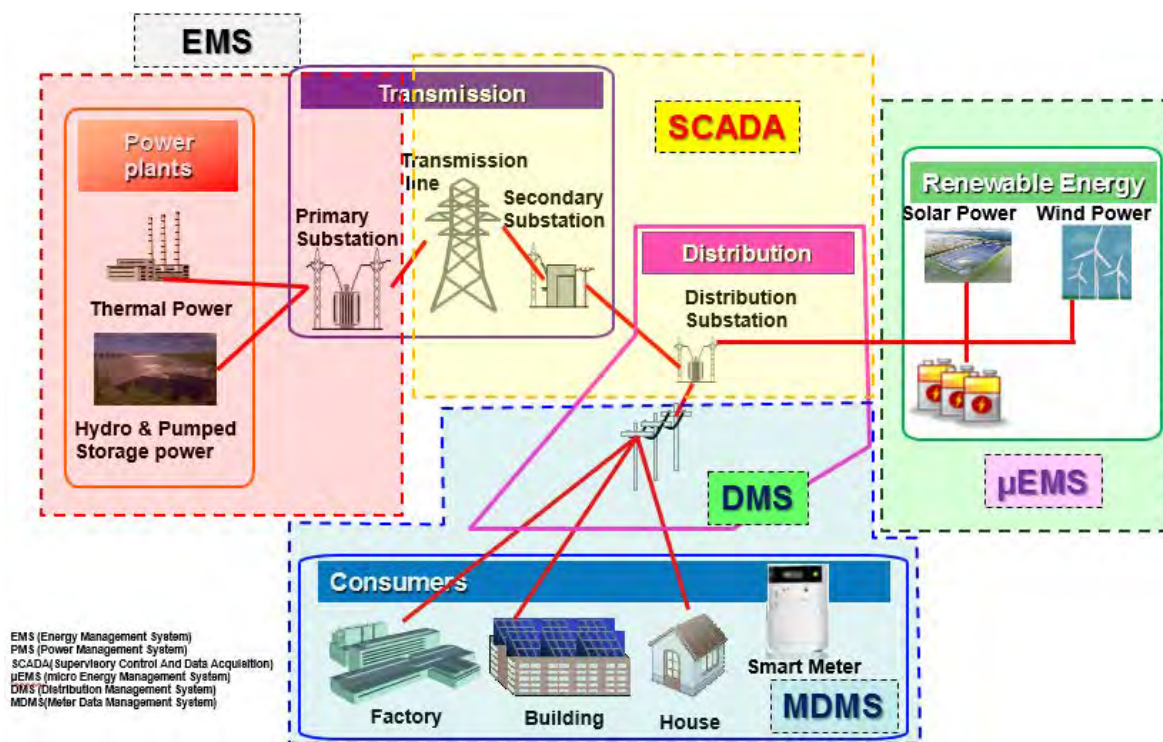 EMS
Transmission
SCADA
Power
plants
Transmission
line
Secondary
Substation
Primary
Substation
Thermal Power
Hydro & Pumped
Storage power
Distribution
Distribution
Substation
Renewable Energy
Solar Power
Wind Power
µEMS
DMS
Consumers
Smart Meter
Factory
Building
House
MDMS
EMS (Energy Management System)
PMS (Power Management System)
SCADA( Supervisory Control And Data Acquisition)
µEMS (micro Energy Management System)
DMS (Distribution Management System)
MDMS(Meter Data Management System)